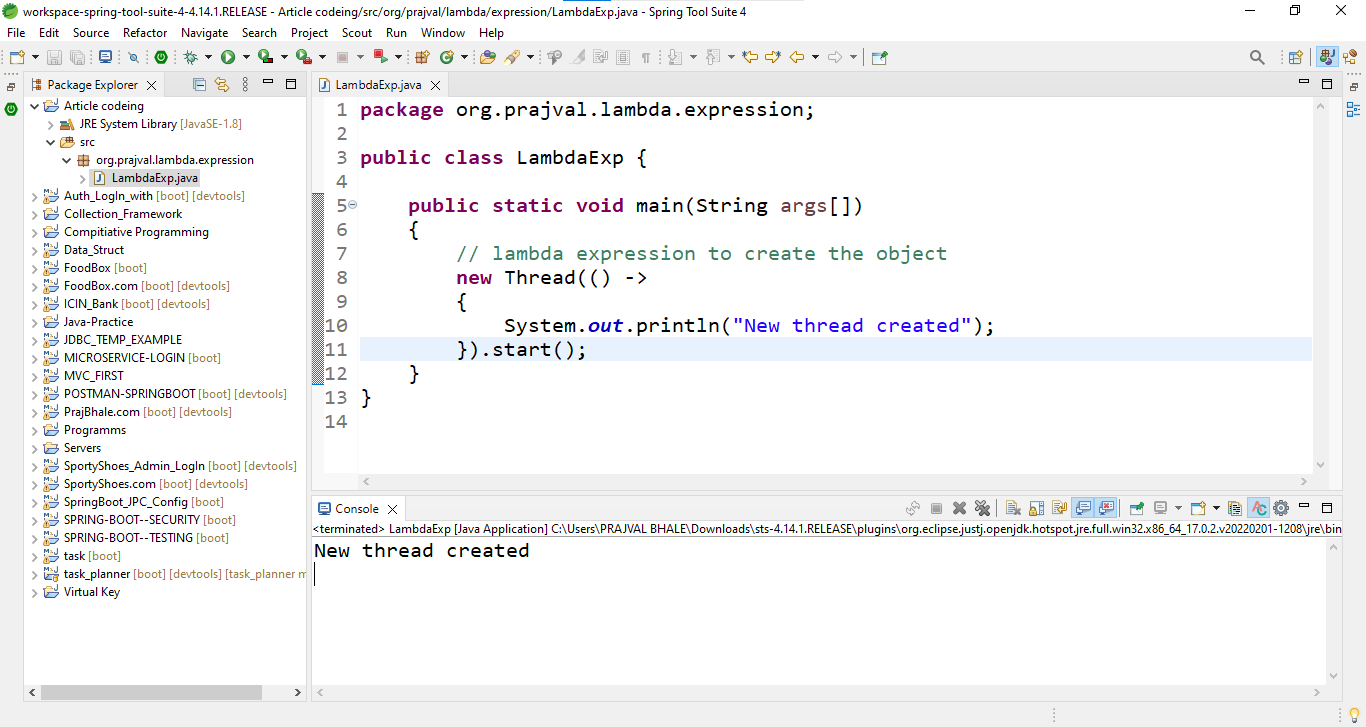 workspace-spring-tool-suite-4-4.14.1.RELEASE - Article codeing/src/org/prajval/lambda/expression/LambdaExp.java - Spring Tool Suite 4
File Edit Source Refactor Navigate Search Project Scout Run Window Help
Package Explorer
Article codeing
JRE System Library [JavaSE-1.8]
src
org.prajval.lambda.expression
LambdaExp.java
Auth_LogIn_with [boot] [devtools]
Collection_Framework
Compitiative Programming
Data_Struct
FoodBox [boot]
FoodBox.com [boot] [devtools]
ICIN_Bank [boot] [devtools]
Java-Practice
JDBC_TEMP_EXAMPLE
MICROSERVICE-LOGIN [boot]
MVC_FIRST
POSTMAN-SPRINGBOOT [boot] [devtools]
PrajBhale.com [boot] [devtools]
Programms
Servers
SportyShoes_Admin_LogIn [boot] [devtools]
SportyShoes.com [boot] [devtools]
SpringBoot_JPC_Config [boot]
SPRING-BOOT--SECURITY [boot]
SPRING-BOOT--TESTING [boot]
task [boot]
task_planner [boot] [devtools] [task_planner m
Virtual Key
LambdaExp.java
1 package org.prajval.lambda.expression;
2
3 public class LambdaExp {
4
5 public static void main(String args[])
6 {
7 // lambda expression to create the object
8 new Thread(() ->
9 {
10 System.out.println("New thread created");
11 }).start();
12 }
13 }
14
Console
<terminated> LambdaExp [Java Application] C:\Users\PRAJVAL BHALE\Downloads\sts-4.14.1.RELEASE\plugins\org.eclipse.justj.openjdk.hotspot.jre.full.win32.x86_64_17.0.2.v20220201-1208\jre\bin
New thread created